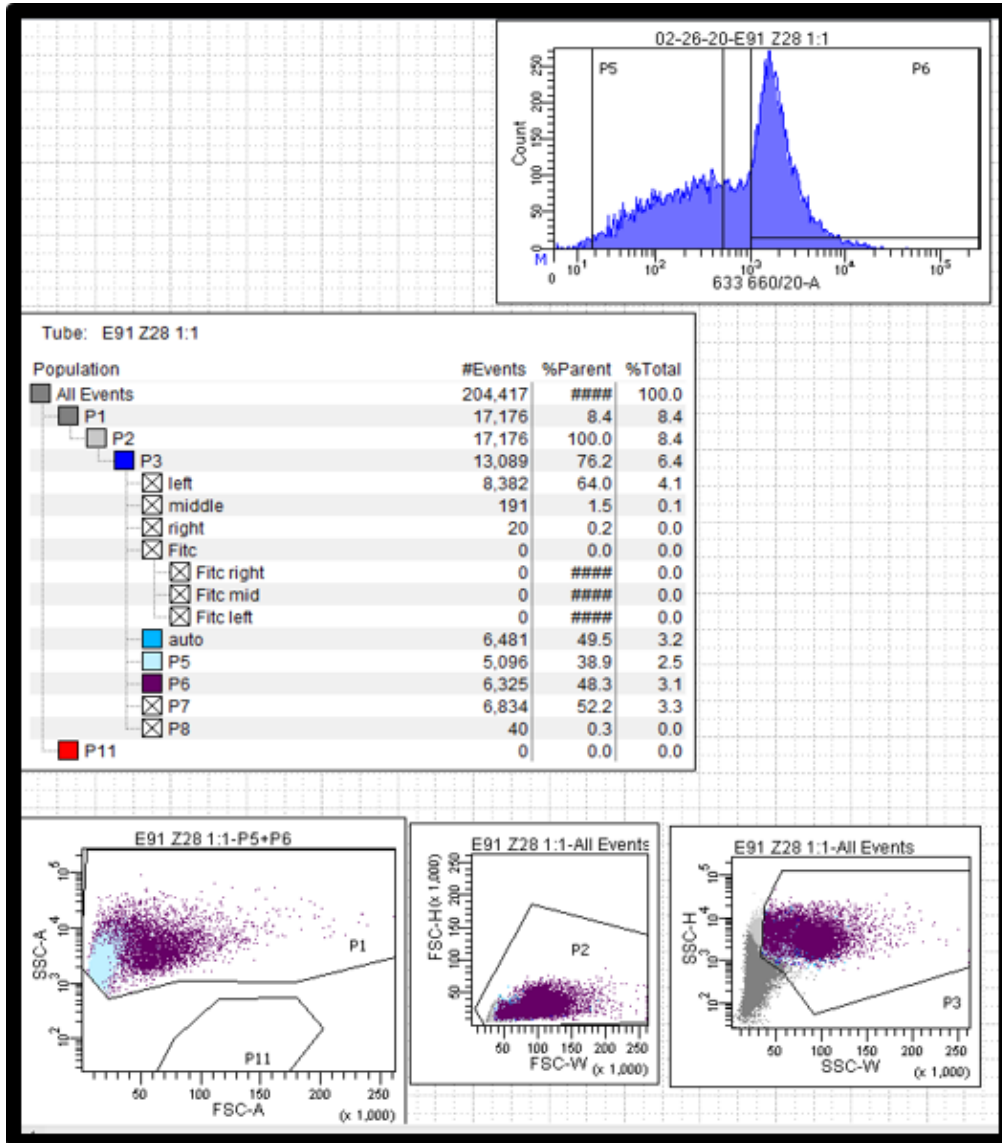 02-26-20-E91 Z28 1:1
P5 P6
Count
0 50 100 150 200 250
M
0 10¹ 10² 10³ 10⁴ 10⁵
633 660/20-A
Tube: E91 Z28 1:1
Population #Events %Parent %Total
All Events 204,417 #### 100.0
P1 17,176 8.4 8.4
P2 17,176 100.0 8.4
P3 13,089 76.2 6.4
left 8,382 64.0 4.1
middle 191 1.5 0.1
right 20 0.2 0.0
Fitc 0 0.0 0.0
Fitc right 0 #### 0.0
Fitc mid 0 #### 0.0
Fitc left 0 #### 0.0
auto 6,481 49.5 3.2
P5 5,096 38.9 2.5
P6 6,325 48.3 3.1
P7 6,834 52.2 3.3
P8 40 0.3 0.0
P11 0 0.0 0.0
E91 Z28 1:1-P5+P6
SSC-A
10² 10³ 10⁴ 10⁵
P1
P11
50 100 150 200 250
FSC-A
(x 1,000)
E91 Z28 1:1-All Events
FSC-H (x 1,000)
50 100 150 200 250
P2
50 100 150 200 250
FSC-W (x 1,000)
E91 Z28 1:1-All Events
SSC-H
10² 10³ 10⁴ 10⁵
P3
50 100 150 200 250
SSC-W
(x 1,000)